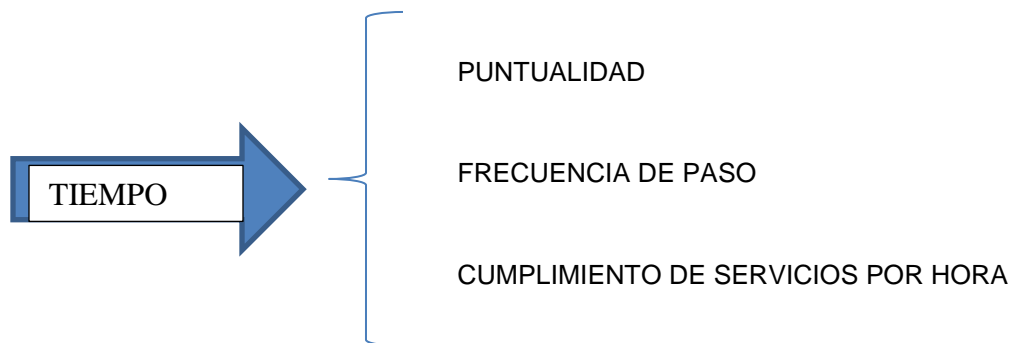 PUNTUALIDAD
TIEMPO
FRECUENCIA DE PASO
CUMPLIMIENTO DE SERVICIOS POR HORA